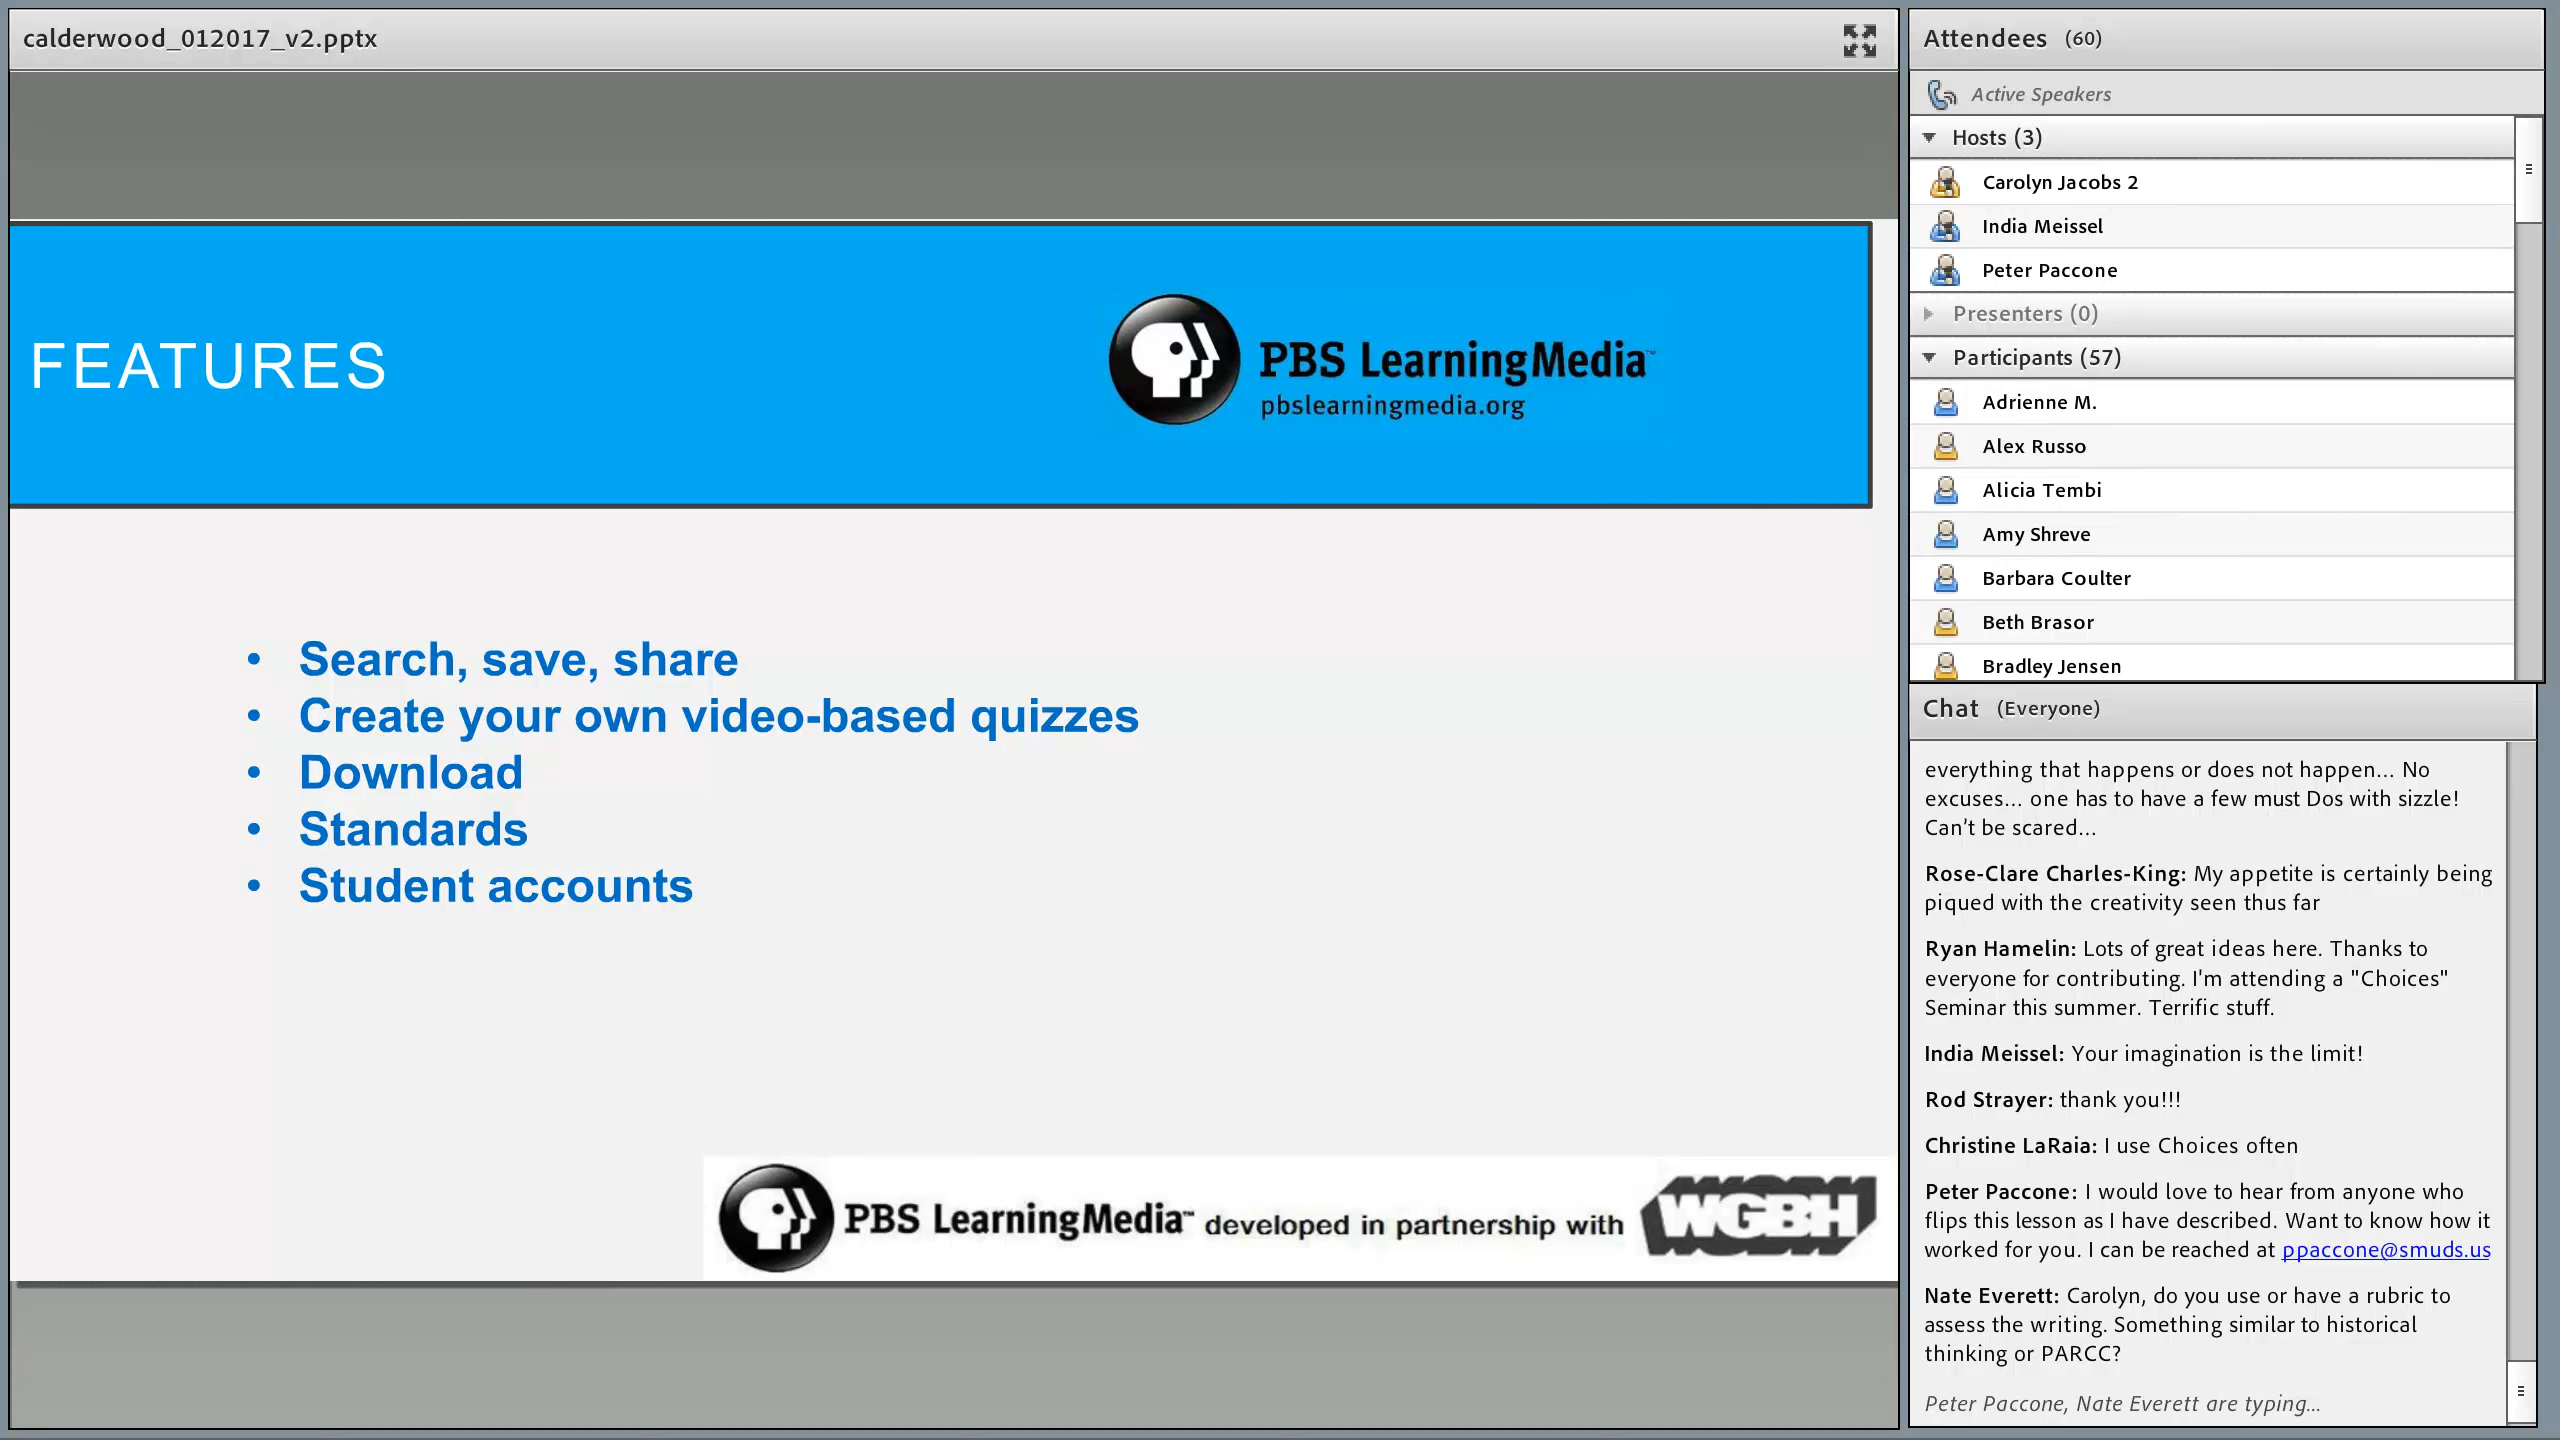 calderwood_012017_v2.pptx
FEATURES
PBS LearningMedia™
pbslearningmedia.org
• Search, save, share
• Create your own video-based quizzes
• Download
• Standards
• Student accounts
PBS LearningMedia™ developed in partnership with WGBH
Attendees (60)
Active Speakers
Hosts (3)
Carolyn Jacobs 2
India Meissel
Peter Paccone
Presenters (0)
Participants (57)
Adrienne M.
Alex Russo
Alicia Tembi
Amy Shreve
Barbara Coulter
Beth Brasor
Bradley Jensen
Chat (Everyone)
everything that happens or does not happen... No
excuses... one has to have a few must Dos with sizzle!
Can't be scared...
Rose-Clare Charles-King: My appetite is certainly being
piqued with the creativity seen thus far
Ryan Hamelin: Lots of great ideas here. Thanks to
everyone for contributing. I'm attending a "Choices"
Seminar this summer. Terrific stuff.
India Meissel: Your imagination is the limit!
Rod Strayer: thank you!!!
Christine LaRaia: I use Choices often
Peter Paccone: I would love to hear from anyone who
flips this lesson as I have described. Want to know how it
worked for you. I can be reached at ppaccone@smuds.us
Nate Everett: Carolyn, do you use or have a rubric to
assess the writing. Something similar to historical
thinking or PARCC?
Peter Paccone, Nate Everett are typing...